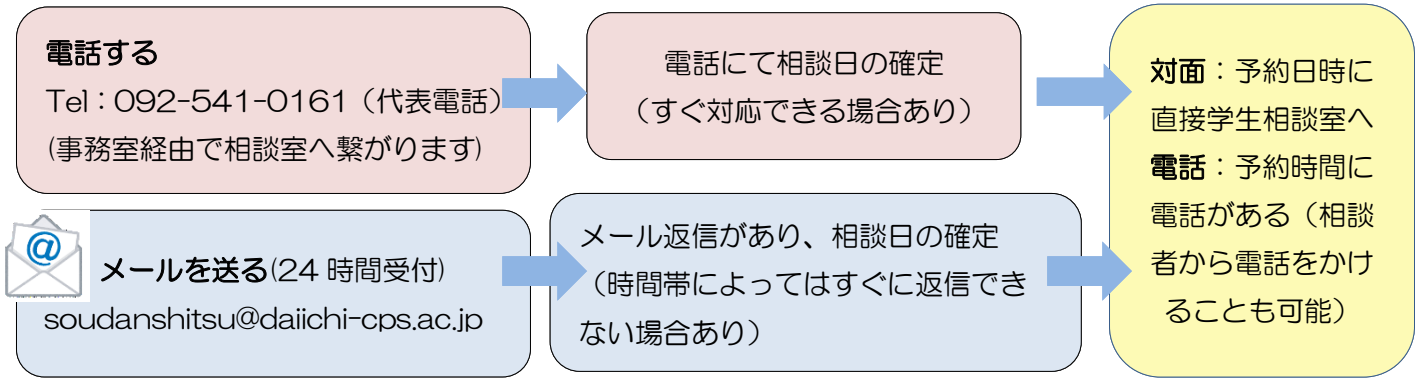 電話する
Tel：092-541-0161（代表電話）
(事務室経由で相談室へ繋がります)
電話にて相談日の確定
（すぐ対応できる場合あり）
@
メールを送る(24時間受付)
soudanshitsu@daiichi-cps.ac.jp
メール返信があり、相談日の確定
（時間帯によってはすぐに返信でき
ない場合あり）
対面：予約日時に
直接学生相談室へ
電話：予約時間に
電話がある（相談
者から電話をかけ
ることも可能）